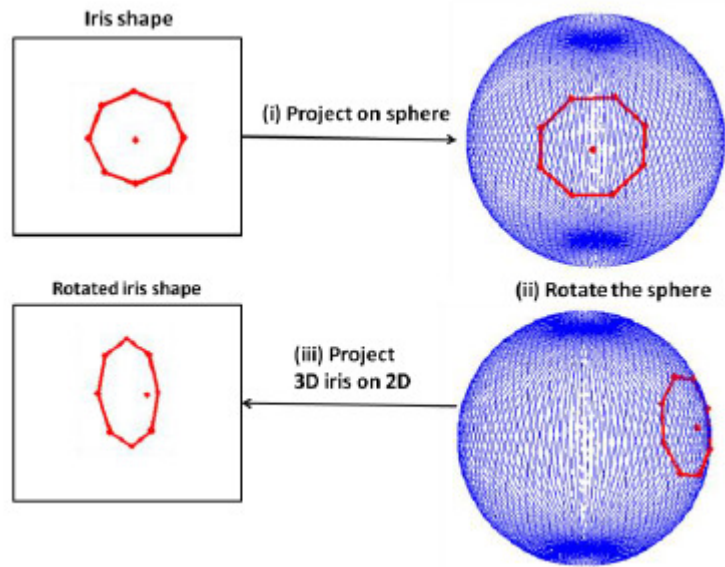 Iris shape
(i) Project on sphere
Rotated iris shape
(ii) Rotate the sphere
(iii) Project
3D iris on 2D